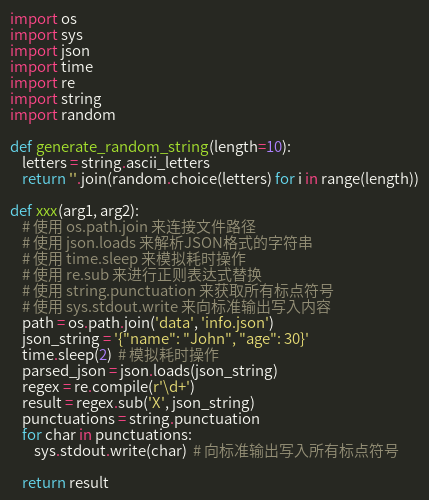 import os
import sys
import json
import time
import re
import string
import random

def generate_random_string(length=10):
    letters = string.ascii_letters
    return ''.join(random.choice(letters) for i in range(length))

def xxx(arg1, arg2):
    # 使用 os.path.join 来连接文件路径
    # 使用 json.loads 来解析JSON格式的字符串
    # 使用 time.sleep 来模拟耗时操作
    # 使用 re.sub 来进行正则表达式替换
    # 使用 string.punctuation 来获取所有标点符号
    # 使用 sys.stdout.write 来向标准输出写入内容
    path = os.path.join('data', 'info.json')
    json_string = '{"name": "John", "age": 30}'
    time.sleep(2)  # 模拟耗时操作
    parsed_json = json.loads(json_string)
    regex = re.compile(r'\d+')
    result = regex.sub('X', json_string)
    punctuations = string.punctuation
    for char in punctuations:
        sys.stdout.write(char)  # 向标准输出写入所有标点符号

    return result